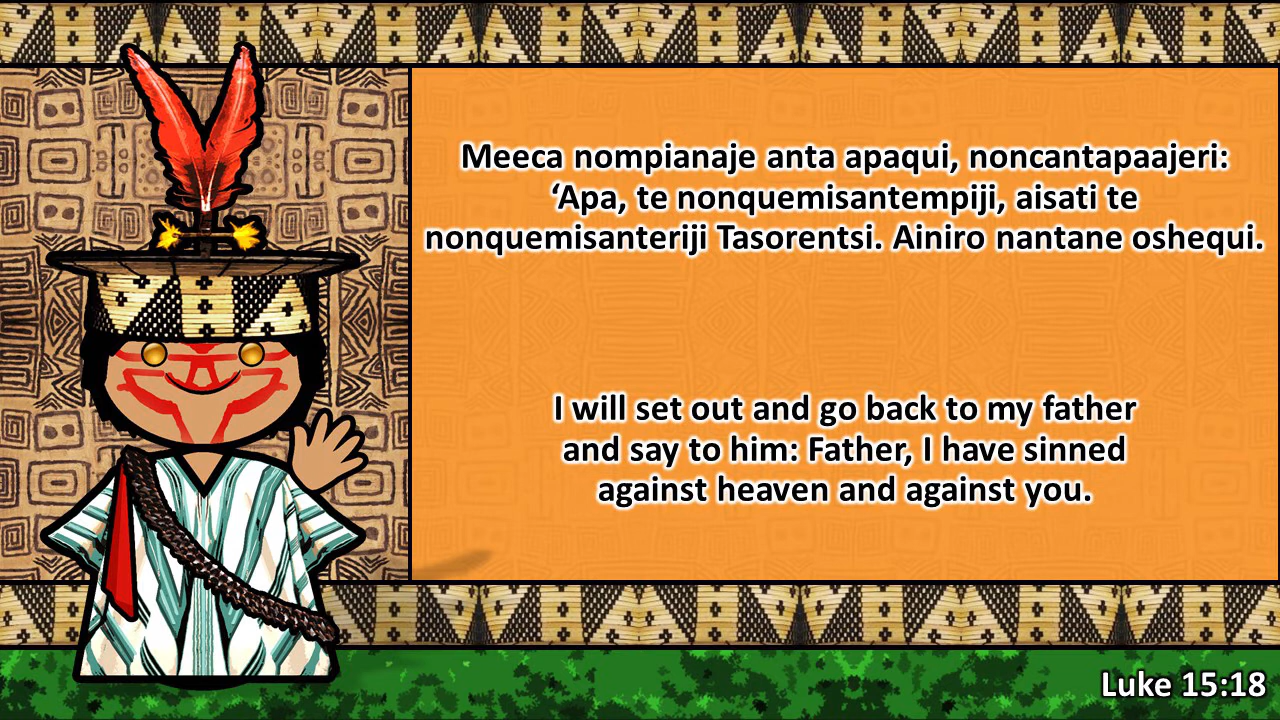 Meeca nompianaje anta apaqui, noncantapaajeri:
‘Apa, te nonquemisantempiji, aisati te
nonquemisanteriji Tasorentsi. Ainiro nantane oshequi.
I will set out and go back to my father
and say to him: Father, I have sinned
against heaven and against you.
Luke 15:18